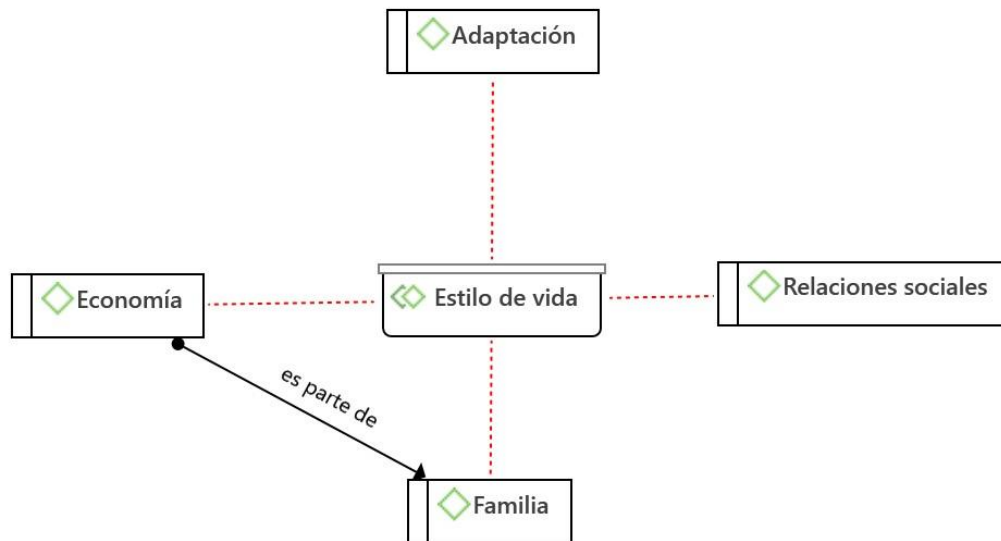 Adaptación
Economía
Estilo de vida
Relaciones sociales
es parte de
Familia